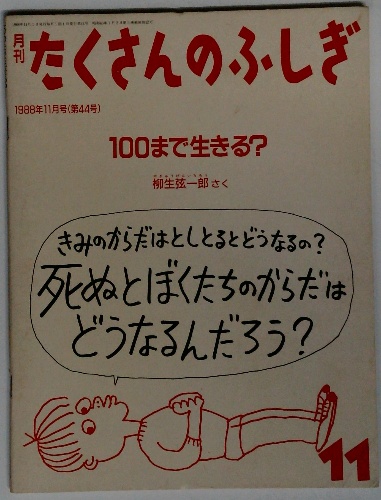 月刊
たくさんのふしぎ
1988年11月号(第44号)
100まで生きる?
柳生弦一郎 さく
きみのからだはとしとるとどうなるの?
死ぬとぼくたちのからだは
どうなるんだろう?
11